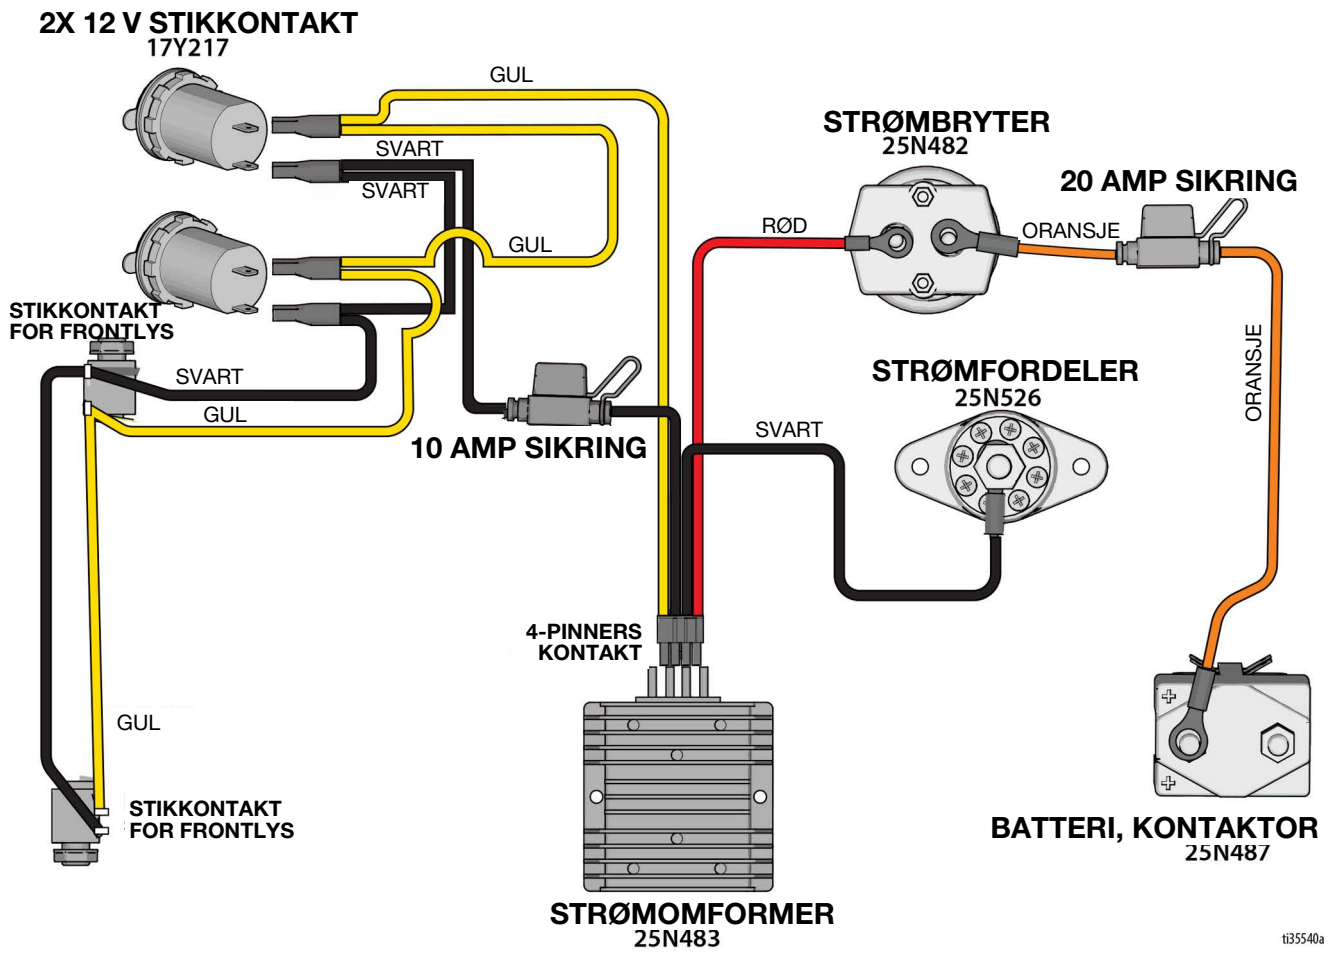 2X 12 V STIKKONTAKT
17Y217
GUL
SVART
SVART
GUL
STIKKONTAKT
FOR FRONTLYS
SVART
GUL
10 AMP SIKRING
STRØMBRYTER
25N482
20 AMP SIKRING
RØD
ORANSJE
ORANSJE
STRØMFORDELER
25N526
SVART
4-PINNERS
KONTAKT
GUL
STIKKONTAKT
FOR FRONTLYS
BATTERI, KONTAKTOR
25N487
STRØMOMFORMER
25N483
ti35540a